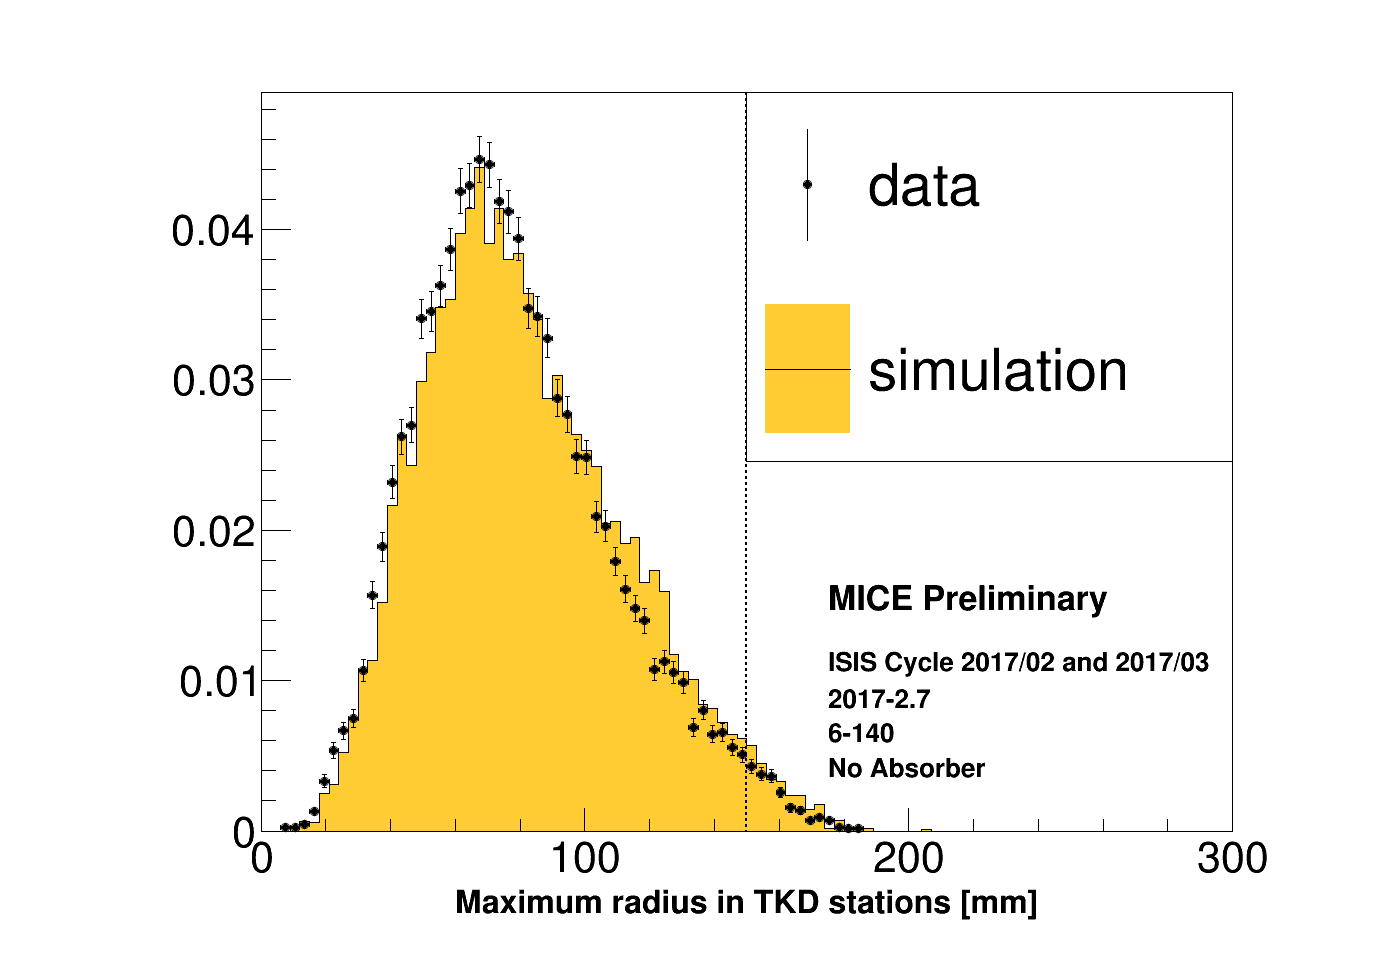 data
simulation
0.04
0.03
0.02
0.01
0
MICE Preliminary
ISIS Cycle 2017/02 and 2017/03
2017-2.7
6-140
No Absorber
0 100 200 300
Maximum radius in TKD stations [mm]